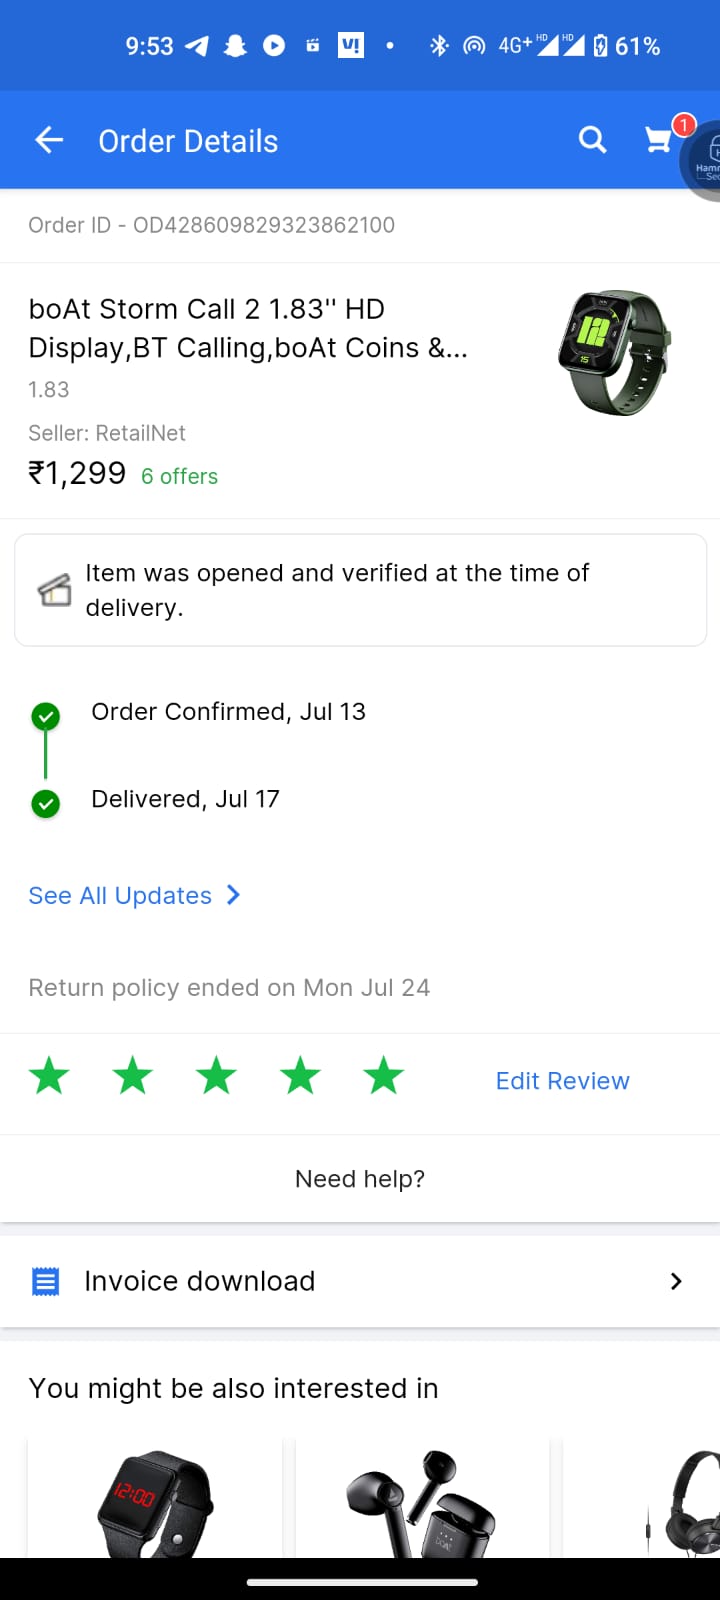 9:53 V! 4G+ HD HD 61%
Order Details
1
Order ID - OD428609829323862100
boAt Storm Call 2 1.83'' HD
Display,BT Calling,boAt Coins &...
1.83
Seller: RetailNet
₹1,299 6 offers
15
Item was opened and verified at the time of
delivery.
Order Confirmed, Jul 13
Delivered, Jul 17
See All Updates
Return policy ended on Mon Jul 24
Edit Review
Need help?
Invoice download
You might be also interested in
12:00